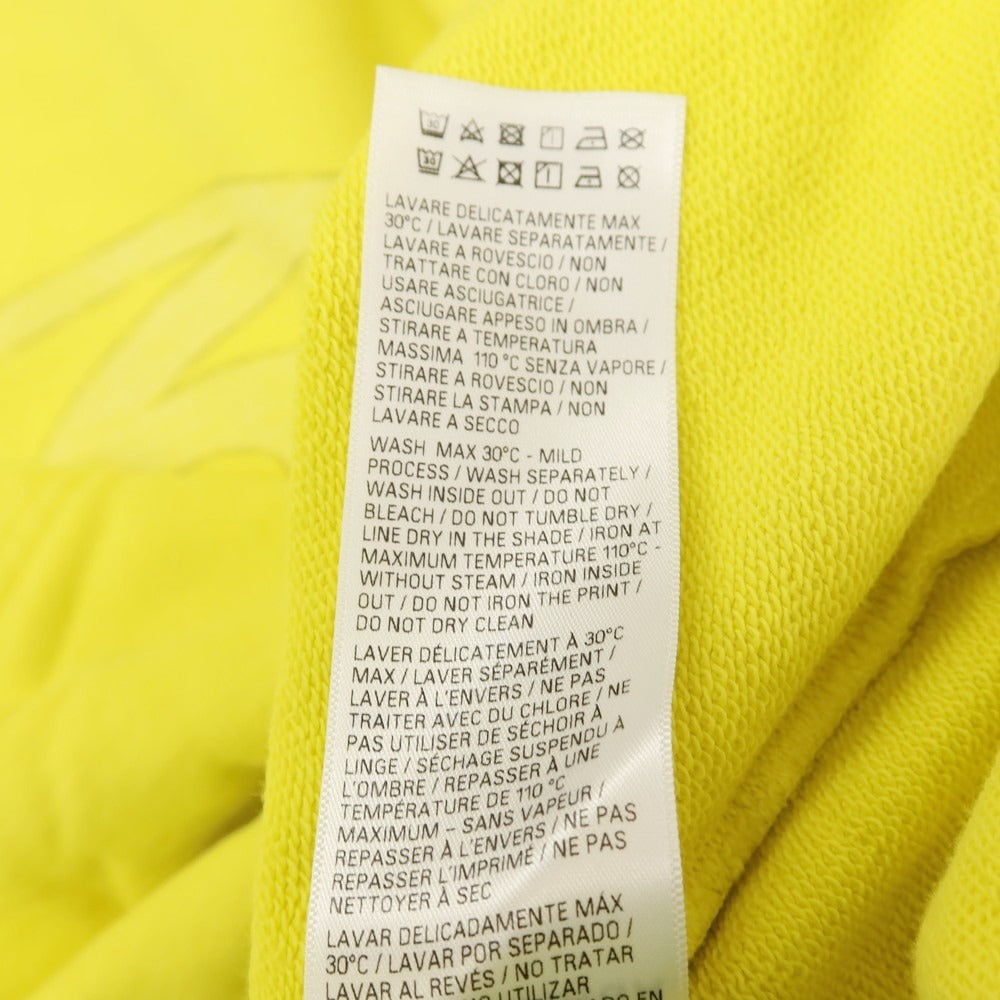 30
30
LAVARE DELICATAMENTE MAX
30°C / LAVARE SEPARATAMENTE /
LAVARE A ROVESCIO / NON
TRATTARE CON CLORO / NON
USARE ASCIUGATRICE /
ASCIUGARE APPESO IN OMBRA /
STIRARE A TEMPERATURA
MASSIMA 110 °C SENZA VAPORE /
STIRARE A ROVESCIO / NON
STIRARE LA STAMPA / NON
LAVARE A SECCO
WASH MAX 30°C - MILD
PROCESS / WASH SEPARATELY /
WASH INSIDE OUT / DO NOT
BLEACH / DO NOT TUMBLE DRY /
LINE DRY IN THE SHADE / IRON AT
MAXIMUM TEMPERATURE 110°C -
WITHOUT STEAM / IRON INSIDE
OUT / DO NOT IRON THE PRINT /
DO NOT DRY CLEAN
LAVER DÉLICATEMENT À 30°C
MAX / LAVER SÉPARÉMENT /
LAVER À L'ENVERS / NE PAS
TRAITER AVEC DU CHLORE / NE
PAS UTILISER DE SÉCHOIR À
LINGE / SÉCHAGE SUSPENDU A
L'OMBRE / REPASSER À UNE
TEMPÉRATURE DE 110 °C
MAXIMUM - SANS VAPEUR /
REPASSER À L'ENVERS / NE PAS
REPASSER L'IMPRIMÉ / NE PAS
NETTOYER À SEC
LAVAR DELICADAMENTE MÁX
30°C / LAVAR POR SEPARADO /
LAVAR AL REVÉS / NO TRATAR
UTILIZAR
EN